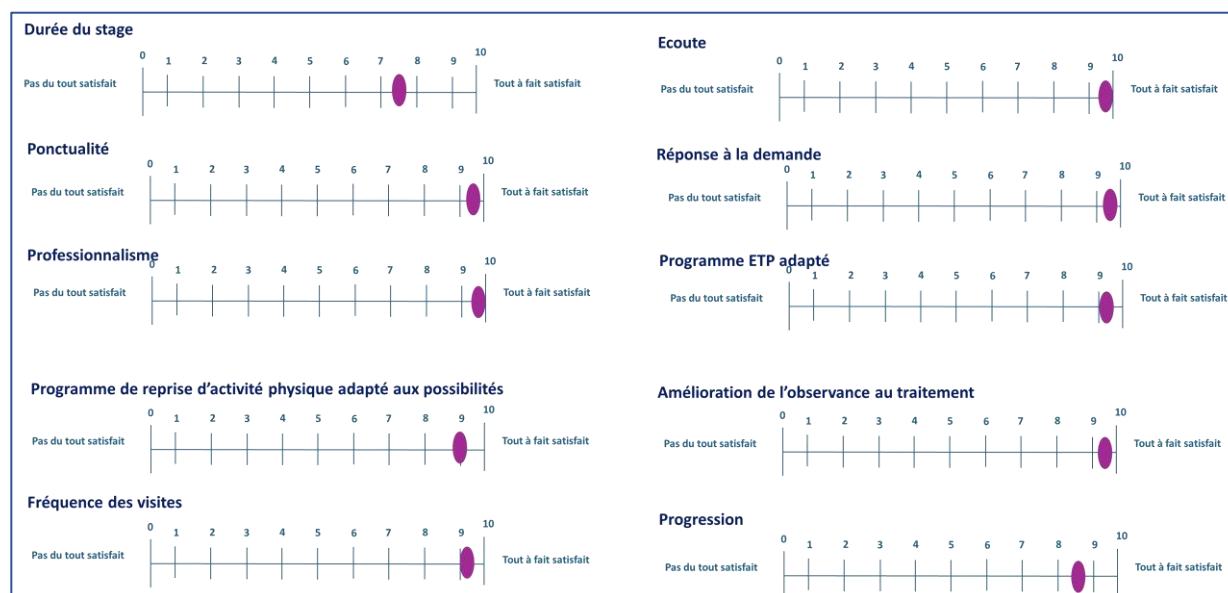 Durée du stage
0 1 2 3 4 5 6 7 8 9 10
Pas du tout satisfait Tout à fait satisfait
Ponctualité
0 1 2 3 4 5 6 7 8 9 10
Pas du tout satisfait Tout à fait satisfait
Professionnalisme
0 1 2 3 4 5 6 7 8 9 10
Pas du tout satisfait Tout à fait satisfait
Programme de reprise d’activité physique adapté aux possibilités
0 1 2 3 4 5 6 7 8 9 10
Pas du tout satisfait Tout à fait satisfait
Fréquence des visites
0 1 2 3 4 5 6 7 8 9 10
Pas du tout satisfait Tout à fait satisfait
Ecoute
0 1 2 3 4 5 6 7 8 9 10
Pas du tout satisfait Tout à fait satisfait
Réponse à la demande
0 1 2 3 4 5 6 7 8 9 10
Pas du tout satisfait Tout à fait satisfait
Programme ETP adapté
0 1 2 3 4 5 6 7 8 9 10
Pas du tout satisfait Tout à fait satisfait
Amélioration de l’observance au traitement
0 1 2 3 4 5 6 7 8 9 10
Pas du tout satisfait Tout à fait satisfait
Progression
0 1 2 3 4 5 6 7 8 9 10
Pas du tout satisfait Tout à fait satisfait